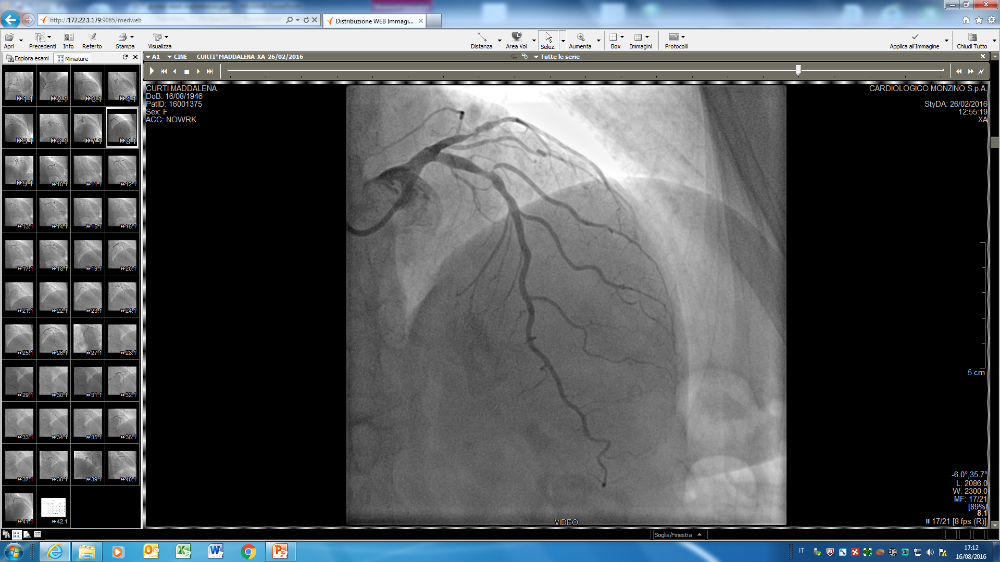 http://172.22.1.179:9085/medweb
Distribuzione WEB Immagi...
Apri
Precedenti
Info
Referto
Stampa
Visualizza
Distanza
Area Vol
Selez.
Aumenta
Box
Immagini
Protocolli
Applica all'Immagine
Chiudi Tutto
Esplora esami
Miniature
A1
CINE
CURTI*MADDALENA-XA-26/02/2016
Tutte le serie
1.1
2.1
3.1
4.1
5.1
6.1
7.1
8.1
9.1
10.1
11.1
12.1
13.1
14.1
15.1
16.1
17.1
18.1
19.1
20.1
21.1
22.1
23.1
24.1
25.1
26.1
27.1
28.1
29.1
30.1
31.1
32.1
33.1
34.1
35.1
36.1
37.1
38.1
39.1
40.1
41.1
42.1
CURTI MADDALENA
DoB: 16/08/1946
PatID: 16001375
Sex: F
ACC: NOWRK
CARDIOLOGICO MONZINO S.p.A.
StyDA: 26/02/2016
12:55:19
XA
5 cm
-6.0°,35.7°
L: 2086.0
W: 2300.0
MF: 17/21
[89%]
8.1
17/21 [8 fps (R)]
VIDEO
Soglia/Finestra
IT
17:12
16/08/2016